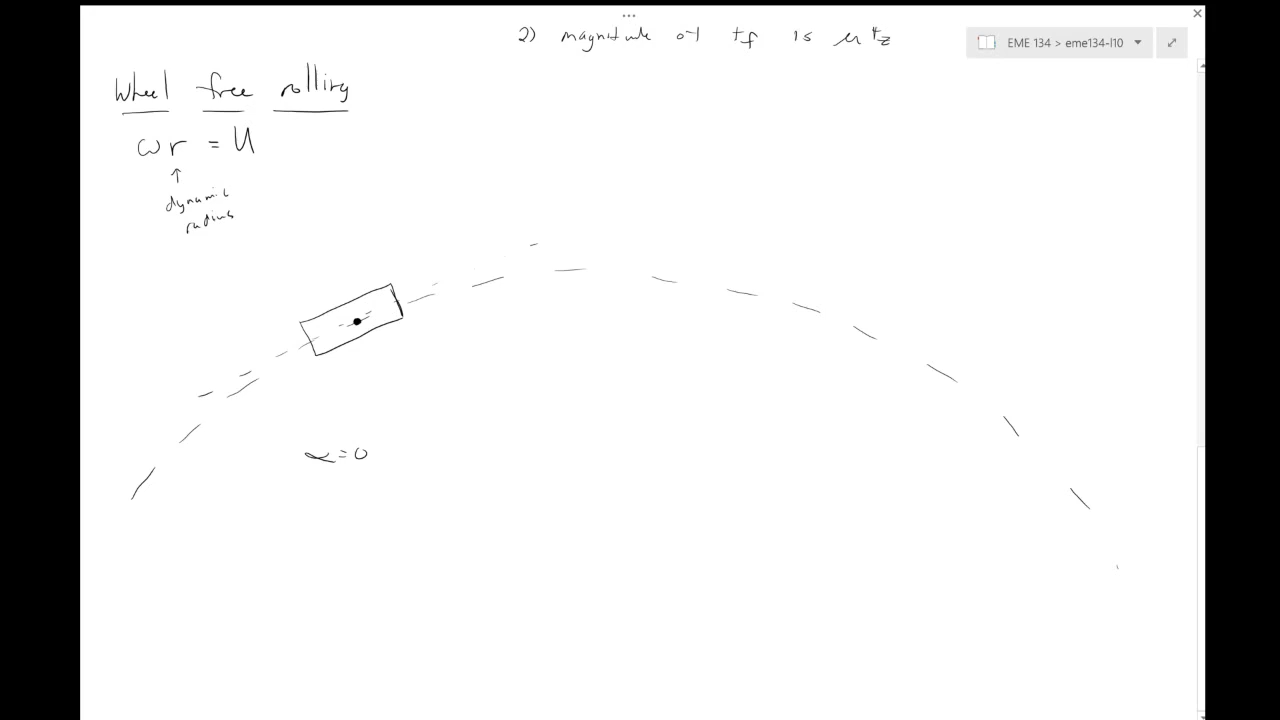 2) magnitude of Ff is μ Fz
EME 134 > eme134-l10
Wheel free rolling
ωr = U
↑
dynamic
radius
α=0